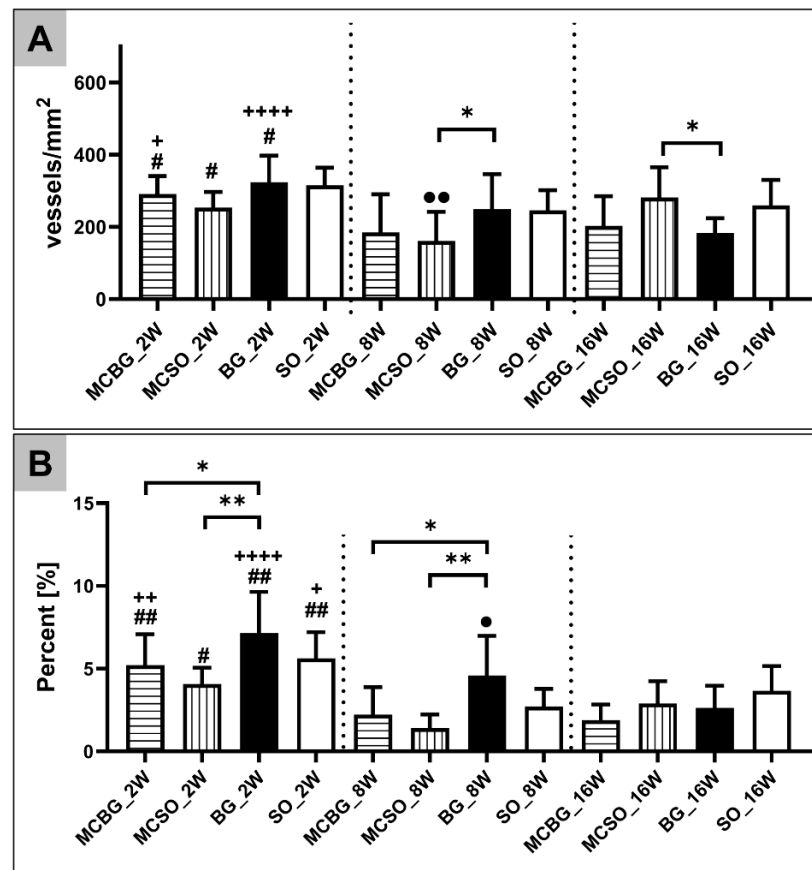 A
vessels/mm²
600
400
200
0
+
#
#
++++
#
●●
*
*
MCBG_2W
MCSO_2W
BG_2W
SO_2W
MCBG_8W
MCSO_8W
BG_8W
SO_8W
MCBG_16W
MCSO_16W
BG_16W
SO_16W
B
Percent [%]
15
10
5
0
*
**
++
##
#
++++
##
+
##
*
**
●
MCBG_2W
MCSO_2W
BG_2W
SO_2W
MCBG_8W
MCSO_8W
BG_8W
SO_8W
MCBG_16W
MCSO_16W
BG_16W
SO_16W